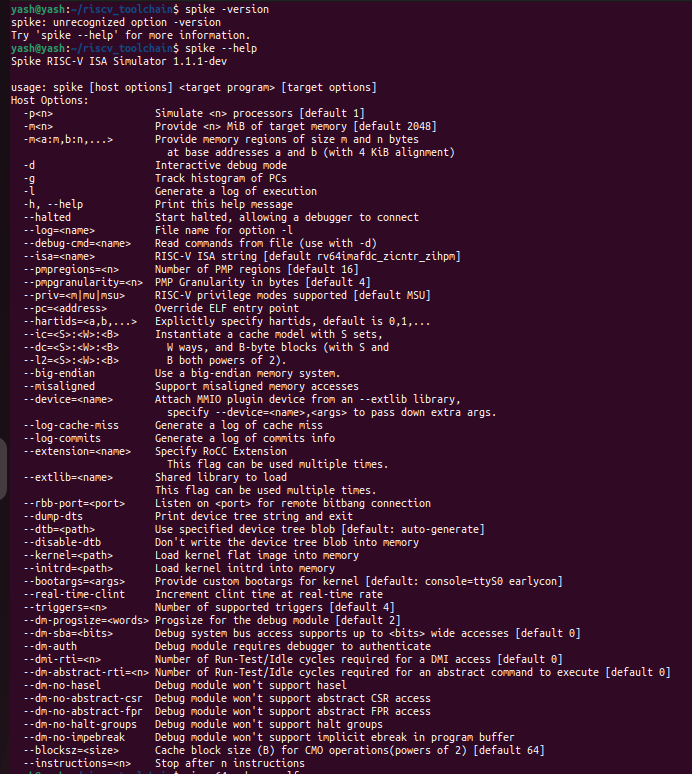 yash@yash:~/riscv_toolchain$ spike -version
spike: unrecognized option -version
Try 'spike --help' for more information.
yash@yash:~/riscv_toolchain$ spike --help
Spike RISC-V ISA Simulator 1.1.1-dev

usage: spike [host options] <target program> [target options]
Host Options:
  -p<n>                 Simulate <n> processors [default 1]
  -m<n>                 Provide <n> MiB of target memory [default 2048]
  -m<a:m,b:n,...>       Provide memory regions of size m and n bytes
                          at base addresses a and b (with 4 KiB alignment)
  -d                    Interactive debug mode
  -g                    Track histogram of PCs
  -l                    Generate a log of execution
  -h, --help            Print this help message
  --halted              Start halted, allowing a debugger to connect
  --log=<name>          File name for option -l
  --debug-cmd=<name>    Read commands from file (use with -d)
  --isa=<name>          RISC-V ISA string [default rv64imafdc_zicntr_zihpm]
  --pmpregions=<n>      Number of PMP regions [default 16]
  --pmpgranularity=<n>  PMP Granularity in bytes [default 4]
  --priv=<m|mu|msu>     RISC-V privilege modes supported [default MSU]
  --pc=<address>        Override ELF entry point
  --hartids=<a,b,...>   Explicitly specify hartids, default is 0,1,...
  --ic=<S>:<W>:<B>      Instantiate a cache model with S sets,
  --dc=<S>:<W>:<B>        W ways, and B-byte blocks (with S and
  --l2=<S>:<W>:<B>        B both powers of 2).
  --big-endian          Use a big-endian memory system.
  --misaligned          Support misaligned memory accesses
  --device=<name>       Attach MMIO plugin device from an --extlib library,
                          specify --device=<name>,<args> to pass down extra args.
  --log-cache-miss      Generate a log of cache miss
  --log-commits         Generate a log of commits info
  --extension=<name>    Specify RoCC Extension
                          This flag can be used multiple times.
  --extlib=<name>       Shared library to load
                        This flag can be used multiple times.
  --rbb-port=<port>     Listen on <port> for remote bitbang connection
  --dump-dts            Print device tree string and exit
  --dtb=<path>          Use specified device tree blob [default: auto-generate]
  --disable-dtb         Don't write the device tree blob into memory
  --kernel=<path>       Load kernel flat image into memory
  --initrd=<path>       Load kernel initrd into memory
  --bootargs=<args>     Provide custom bootargs for kernel [default: console=ttyS0 earlycon]
  --real-time-clint     Increment clint time at real-time rate
  --triggers=<n>        Number of supported triggers [default 4]
  --dm-progsize=<words> Progsize for the debug module [default 2]
  --dm-sba=<bits>       Debug system bus access supports up to <bits> wide accesses [default 0]
  --dm-auth             Debug module requires debugger to authenticate
  --dmi-rti=<n>         Number of Run-Test/Idle cycles required for a DMI access [default 0]
  --dm-abstract-rti=<n> Number of Run-Test/Idle cycles required for an abstract command to execute [default 0]
  --dm-no-hasel         Debug module won't support hasel
  --dm-no-abstract-csr  Debug module won't support abstract CSR access
  --dm-no-abstract-fpr  Debug module won't support abstract FPR access
  --dm-no-halt-groups   Debug module won't support halt groups
  --dm-no-impebreak     Debug module won't support implicit ebreak in program buffer
  --blocksz=<size>      Cache block size (B) for CMO operations(powers of 2) [default 64]
  --instructions=<n>    Stop after n instructions